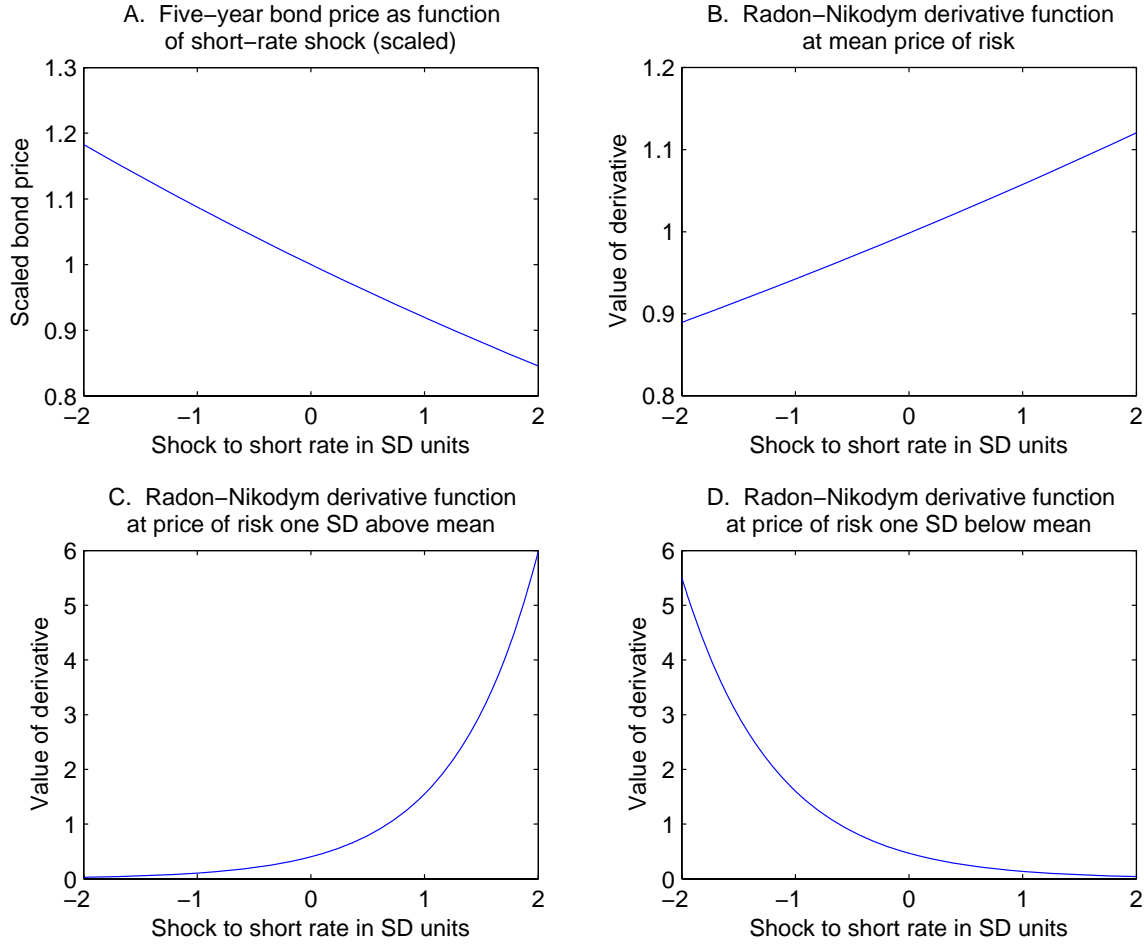 A. Five−year bond price as function
of short−rate shock (scaled)
1.3
1.2
1.1
1
0.9
0.8
−2 −1 0 1 2
Scaled bond price
Shock to short rate in SD units
B. Radon−Nikodym derivative function
at mean price of risk
1.2
1.1
1
0.9
0.8
−2 −1 0 1 2
Value of derivative
Shock to short rate in SD units
C. Radon−Nikodym derivative function
at price of risk one SD above mean
6
5
4
3
2
1
0
−2 −1 0 1 2
Value of derivative
Shock to short rate in SD units
D. Radon−Nikodym derivative function
at price of risk one SD below mean
6
5
4
3
2
1
0
−2 −1 0 1 2
Value of derivative
Shock to short rate in SD units